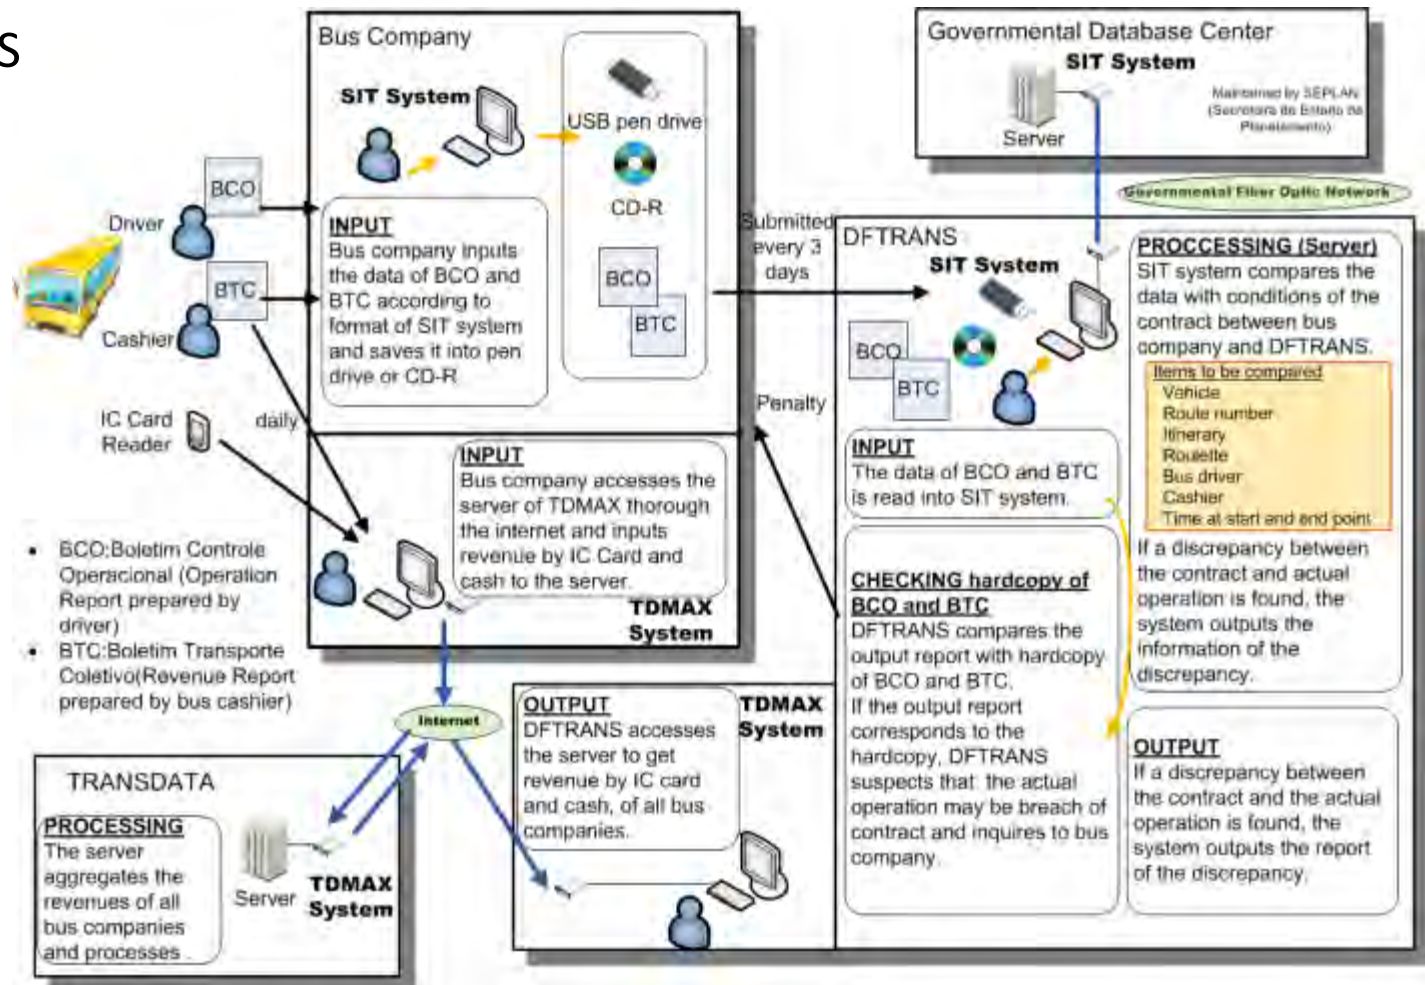 S
Bus Company
SIT System
USB pen drive
CD-R
BCO
BTC
INPUT
Bus company inputs
the data of BCO and
BTC according to
format of SIT system
and saves it into pen
drive or CD-R
BCO
Driver
BTC
Cashier
IC Card
Reader
daily
INPUT
Bus company accesses the
server of TDMAX thorough
the internet and inputs
revenue by IC Card and
cash to the server.
TDMAX
System
• BCO:Boletim Controle
Operacional (Operation
Report prepared by
driver)
• BTC:Boletim Transporte
Coletivo(Revenue Report
prepared by bus cashier)
Internet
TRANSDATA
PROCESSING
The server
aggregates the
revenues of all
bus companies
and processes
Server
TDMAX
System
OUTPUT
DFTRANS accesses
the server to get
revenue by IC card
and cash, of all bus
companies.
TDMAX
System
Submitted
every 3
days
Penalty
Governmental Database Center
SIT System
Server
Maintained by SEPLAN
(Secretaria de Estado de
Planejamento)
Governmental Fiber Optic Network
DFTRANS
SIT System
BCO
BTC
INPUT
The data of BCO and BTC
is read into SIT system.
CHECKING hardcopy of
BCO and BTC
DFTRANS compares the
output report with hardcopy
of BCO and BTC.
If the output report
corresponds to the
hardcopy, DFTRANS
suspects that the actual
operation may be breach of
contract and inquires to bus
company.
PROCCESSING (Server)
SIT system compares the
data with conditions of the
contract between bus
company and DFTRANS.
Items to be compared
Vehicle
Route number
Itinerary
Roulette
Bus driver
Cashier
Time at start and end point
If a discrepancy between
the contract and actual
operation is found, the
system outputs the
information of the
discrepancy.
OUTPUT
If a discrepancy between
the contract and the actual
operation is found, the
system outputs the report
of the discrepancy.